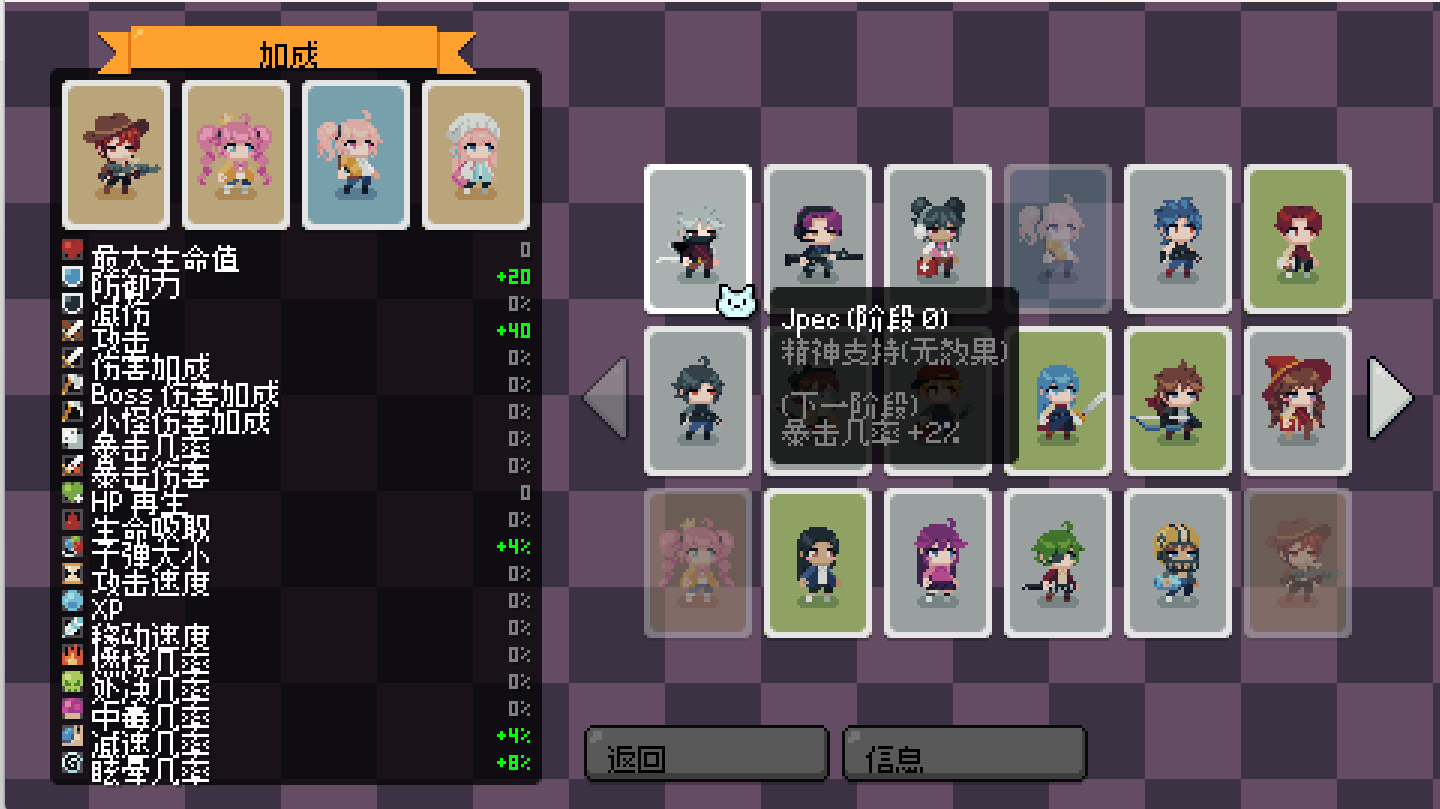 加成
最大生命值 0
防御力 +20
减伤 0%
攻击 +40
伤害加成 0%
Boss 伤害加成 0%
小怪伤害加成 0%
暴击几率 0%
暴击伤害 0%
HP 再生 0
生命吸取 0%
子弹大小 +4%
攻击速度 0%
XP 0%
移动速度 0%
燃烧几率 0%
冰冻几率 0%
中毒几率 0%
减速几率 +4%
眩晕几率 +8%
Jpec (阶段 0)
精神支持(无效果)
(下一阶段)
暴击几率 +2%
返回
信息